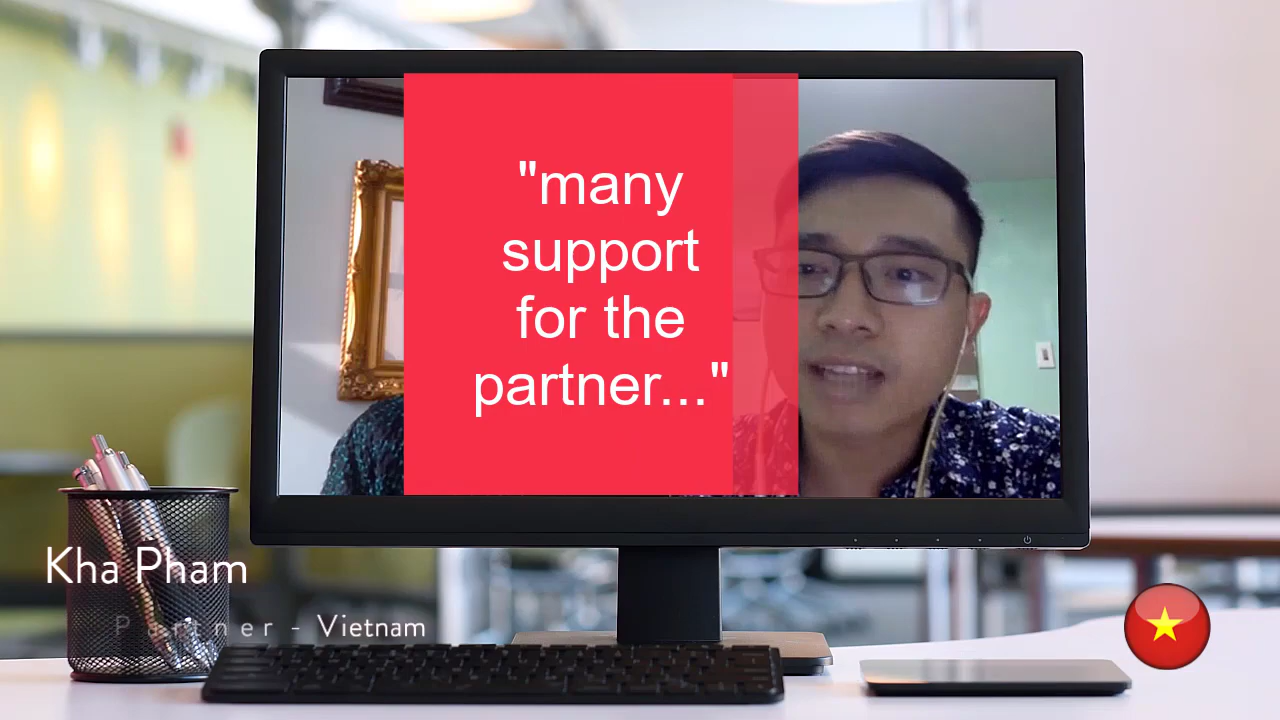 "many
support
for the
partner..."
Kha Pham
Partner - Vietnam